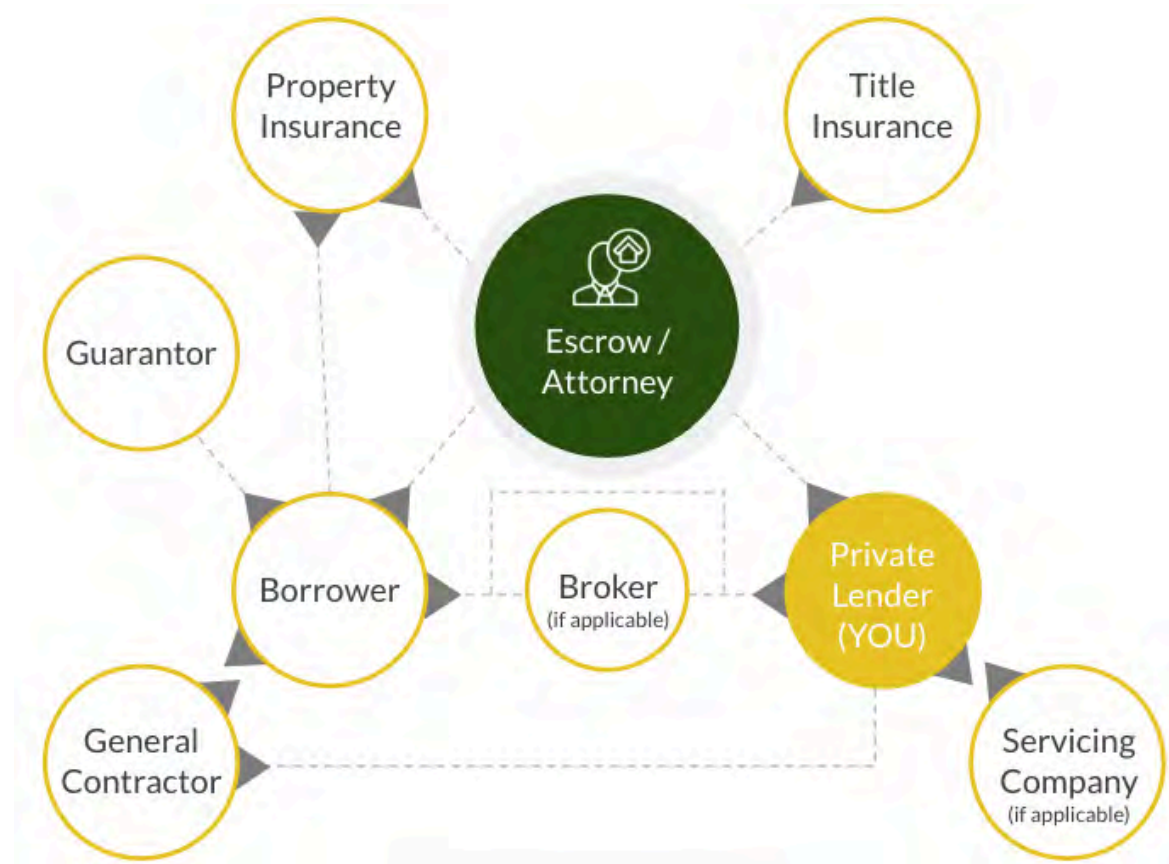 Property
Insurance
Title
Insurance
Escrow /
Attorney
Guarantor
Borrower
Broker
(if applicable)
Private
Lender
(YOU)
General
Contractor
Servicing
Company
(if applicable)